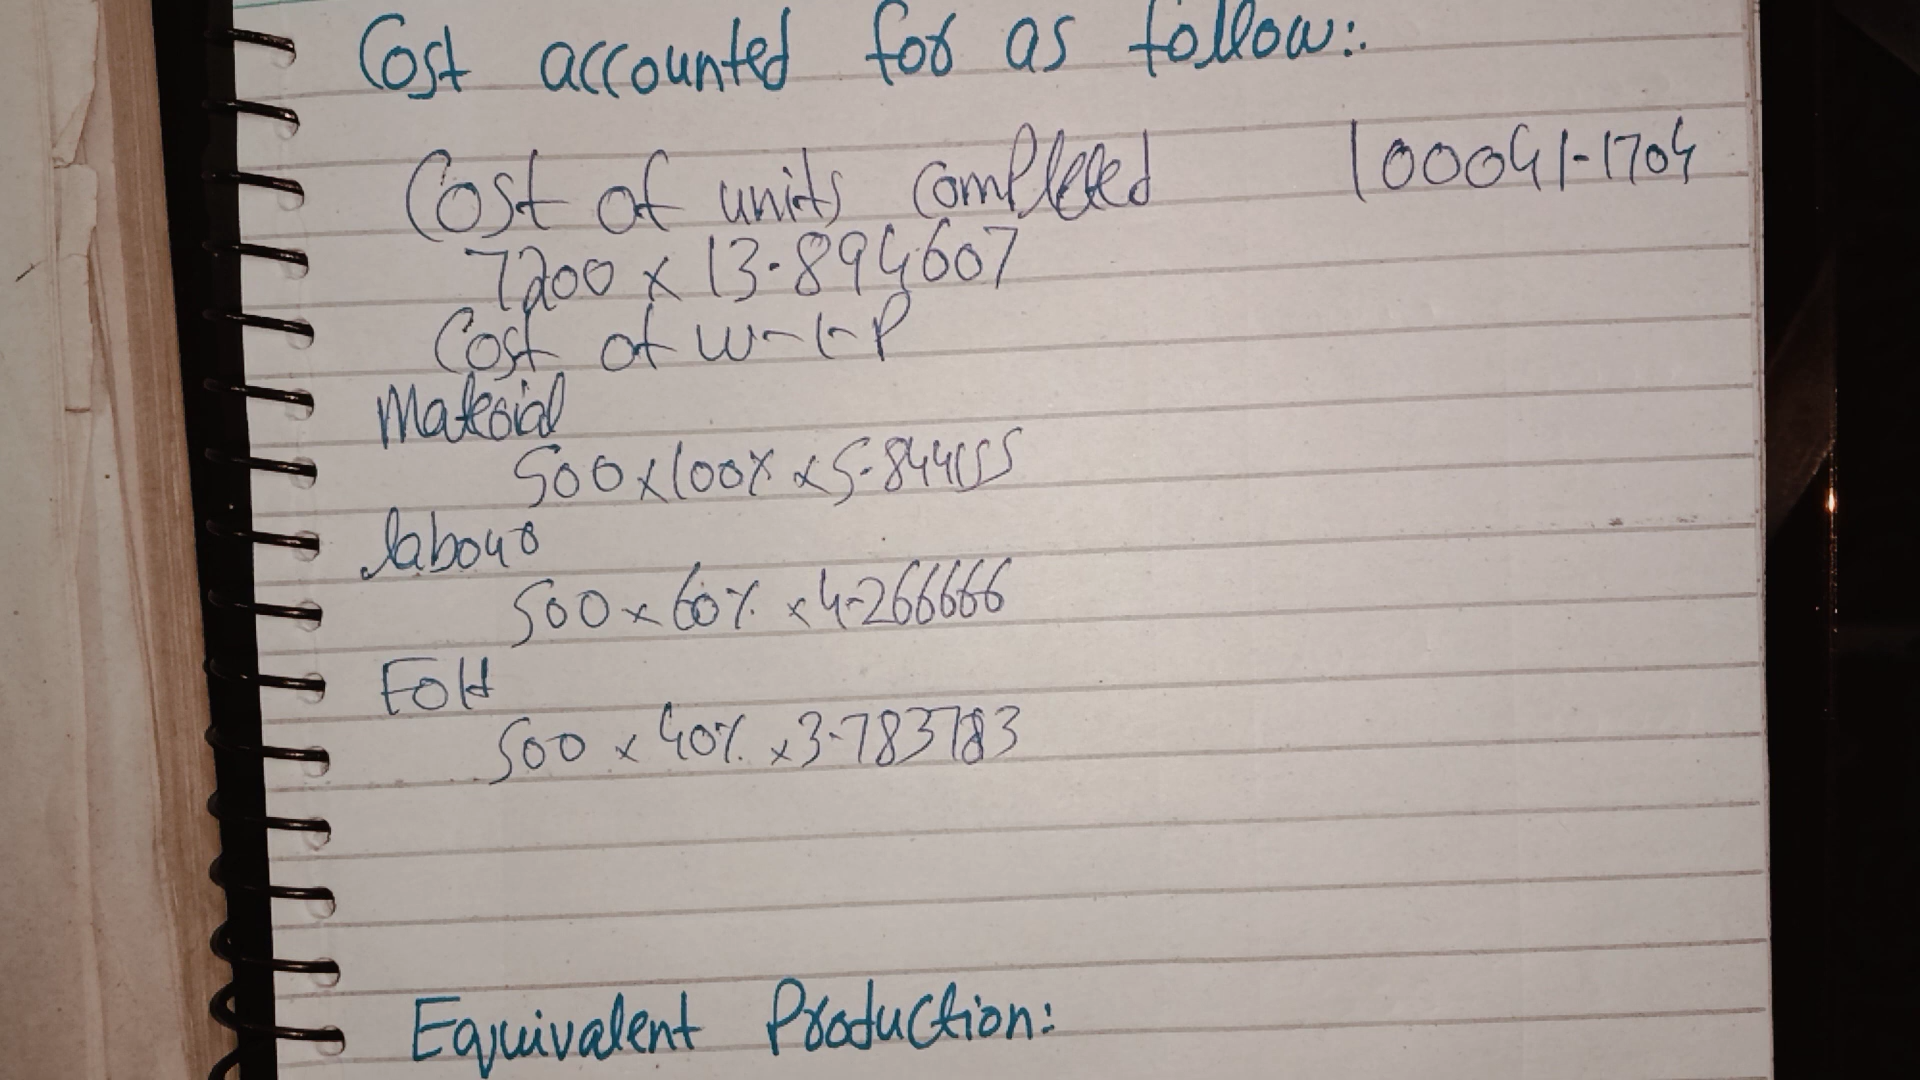 Cost accounted for as follow:.
Cost of units completed 100041.1704
7200 x 13.894607
Cost of W-I-P
Material
500 x 100% x 5.844155
labour
500 x 60% x 4.266666
FOH
500 x 40% x 3.783783
Equivalent Production: